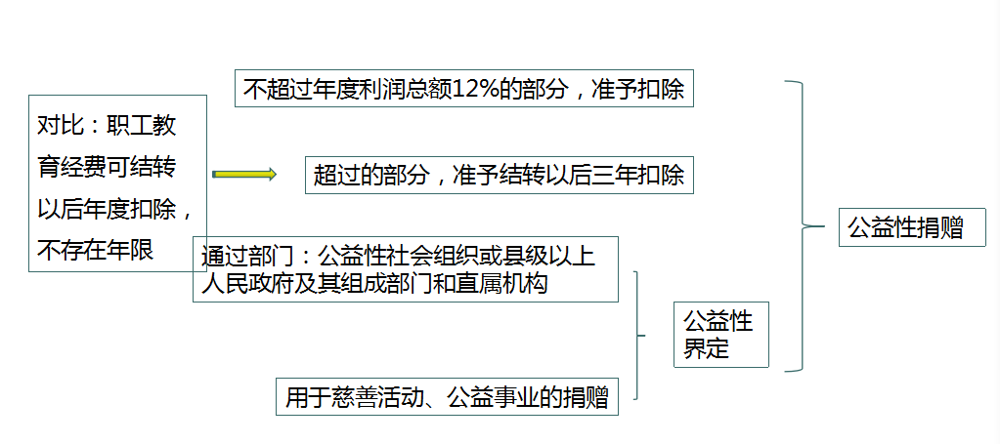 不超过年度利润总额12%的部分，准予扣除
对比：职工教
育经费可结转
以后年度扣除，
不存在年限
超过的部分，准予结转以后三年扣除
公益性捐赠
通过部门：公益性社会组织或县级以上
人民政府及其组成部门和直属机构
公益性
界定
用于慈善活动、公益事业的捐赠